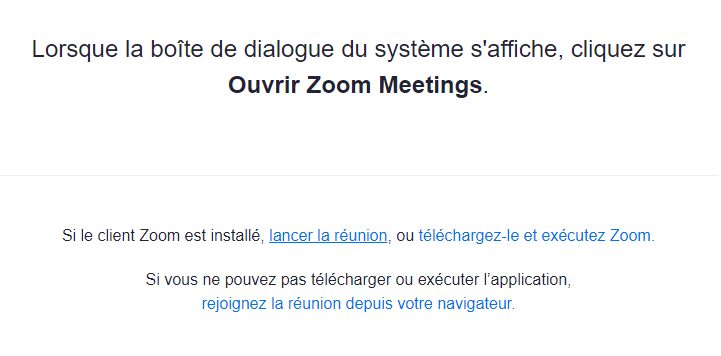 Lorsque la boîte de dialogue du système s'affiche, cliquez sur
Ouvrir Zoom Meetings.
Si le client Zoom est installé, lancer la réunion, ou téléchargez-le et exécutez Zoom.
Si vous ne pouvez pas télécharger ou exécuter l’application,
rejoignez la réunion depuis votre navigateur.